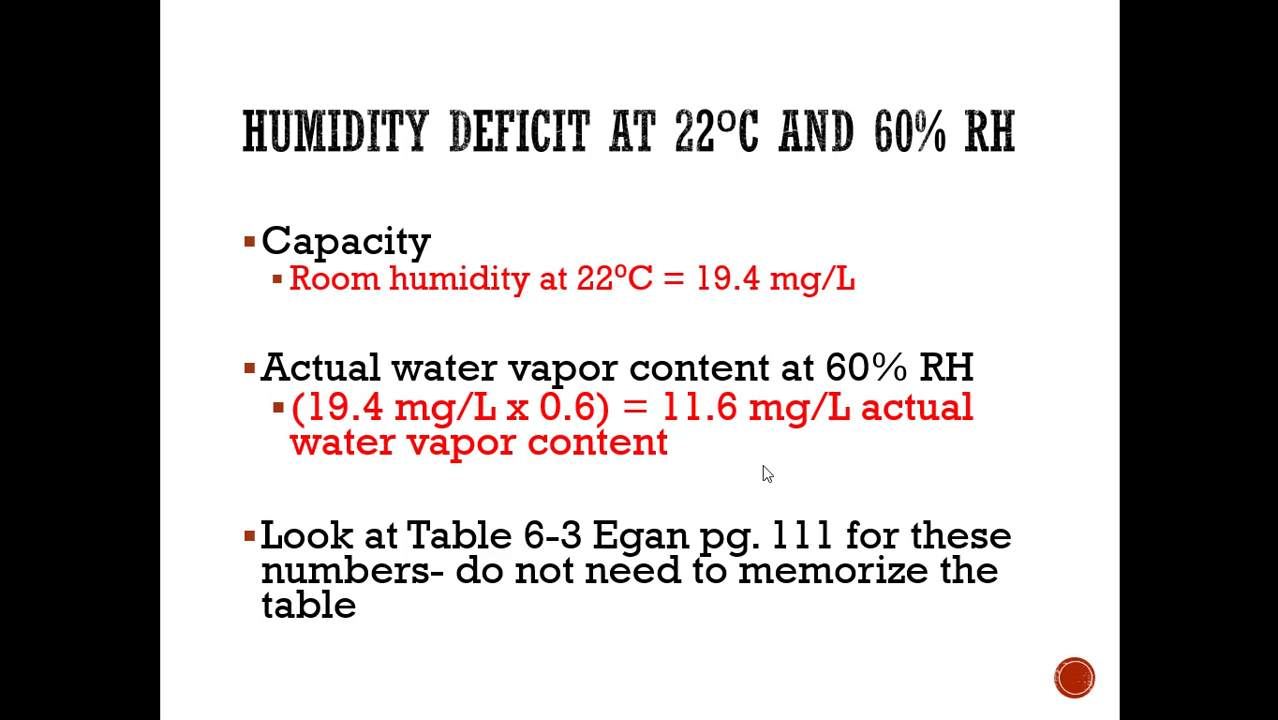 HUMIDITY DEFICIT AT 22ºC AND 60% RH
Capacity
Room humidity at 22ºC = 19.4 mg/L
Actual water vapor content at 60% RH
(19.4 mg/L x 0.6) = 11.6 mg/L actual
water vapor content
Look at Table 6-3 Egan pg. 111 for these
numbers- do not need to memorize the
table